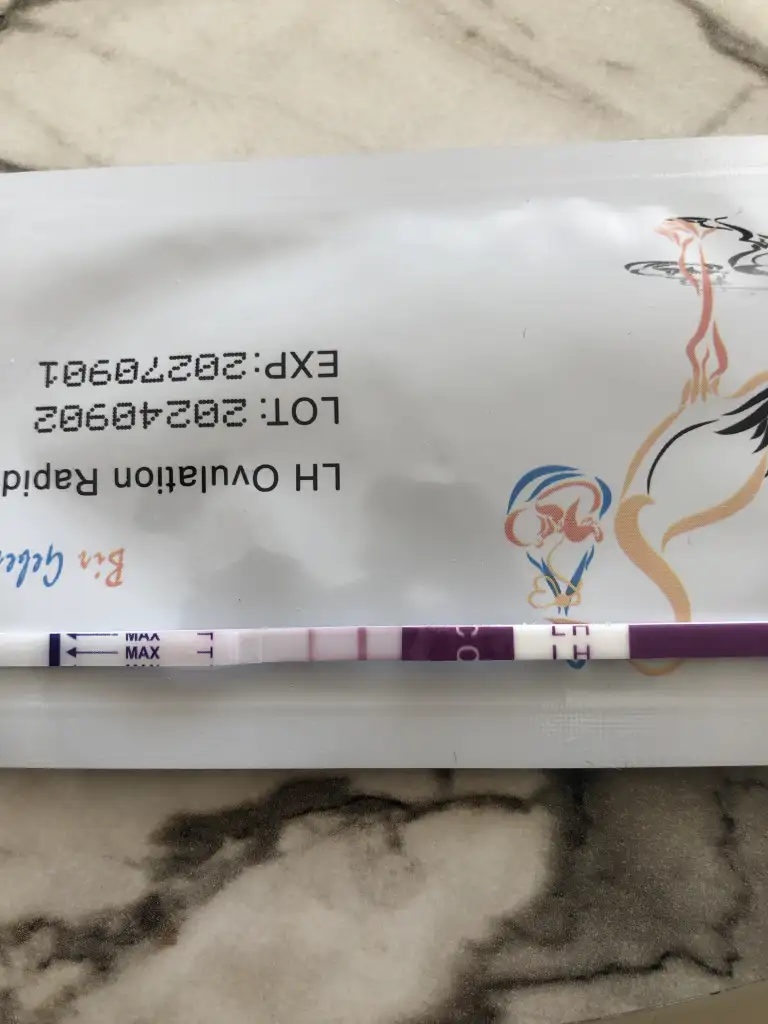 LH Ovulation Rapid
LOT: 20240902
EXP:20270901
MAX
MAX